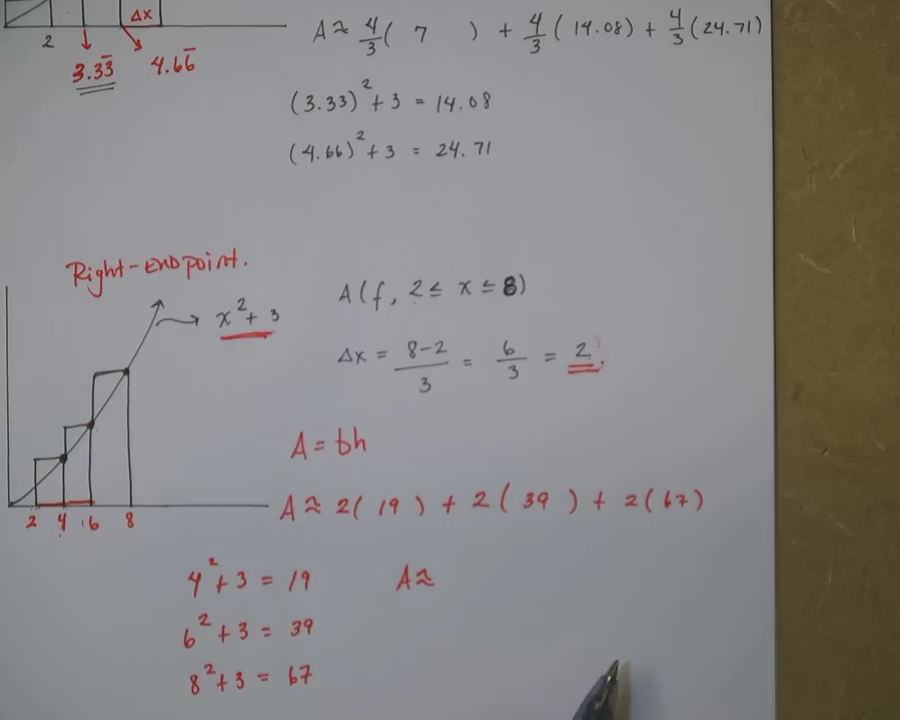 Δx
2
3.33̅ 4.66̅
A ≈ 4/3 ( 7 ) + 4/3 (14.08) + 4/3 (24.71)
(3.33)² + 3 = 14.08
(4.66)² + 3 = 24.71
Right-Endpoint.
x² + 3
A(f, 2 ≤ x ≤ 8)
Δx = 8-2/3 = 6/3 = 2
A = bh
A ≈ 2( 19 ) + 2( 39 ) + 2(67)
2 4 6 8
4² + 3 = 19
A ≈
6² + 3 = 39
8² + 3 = 67